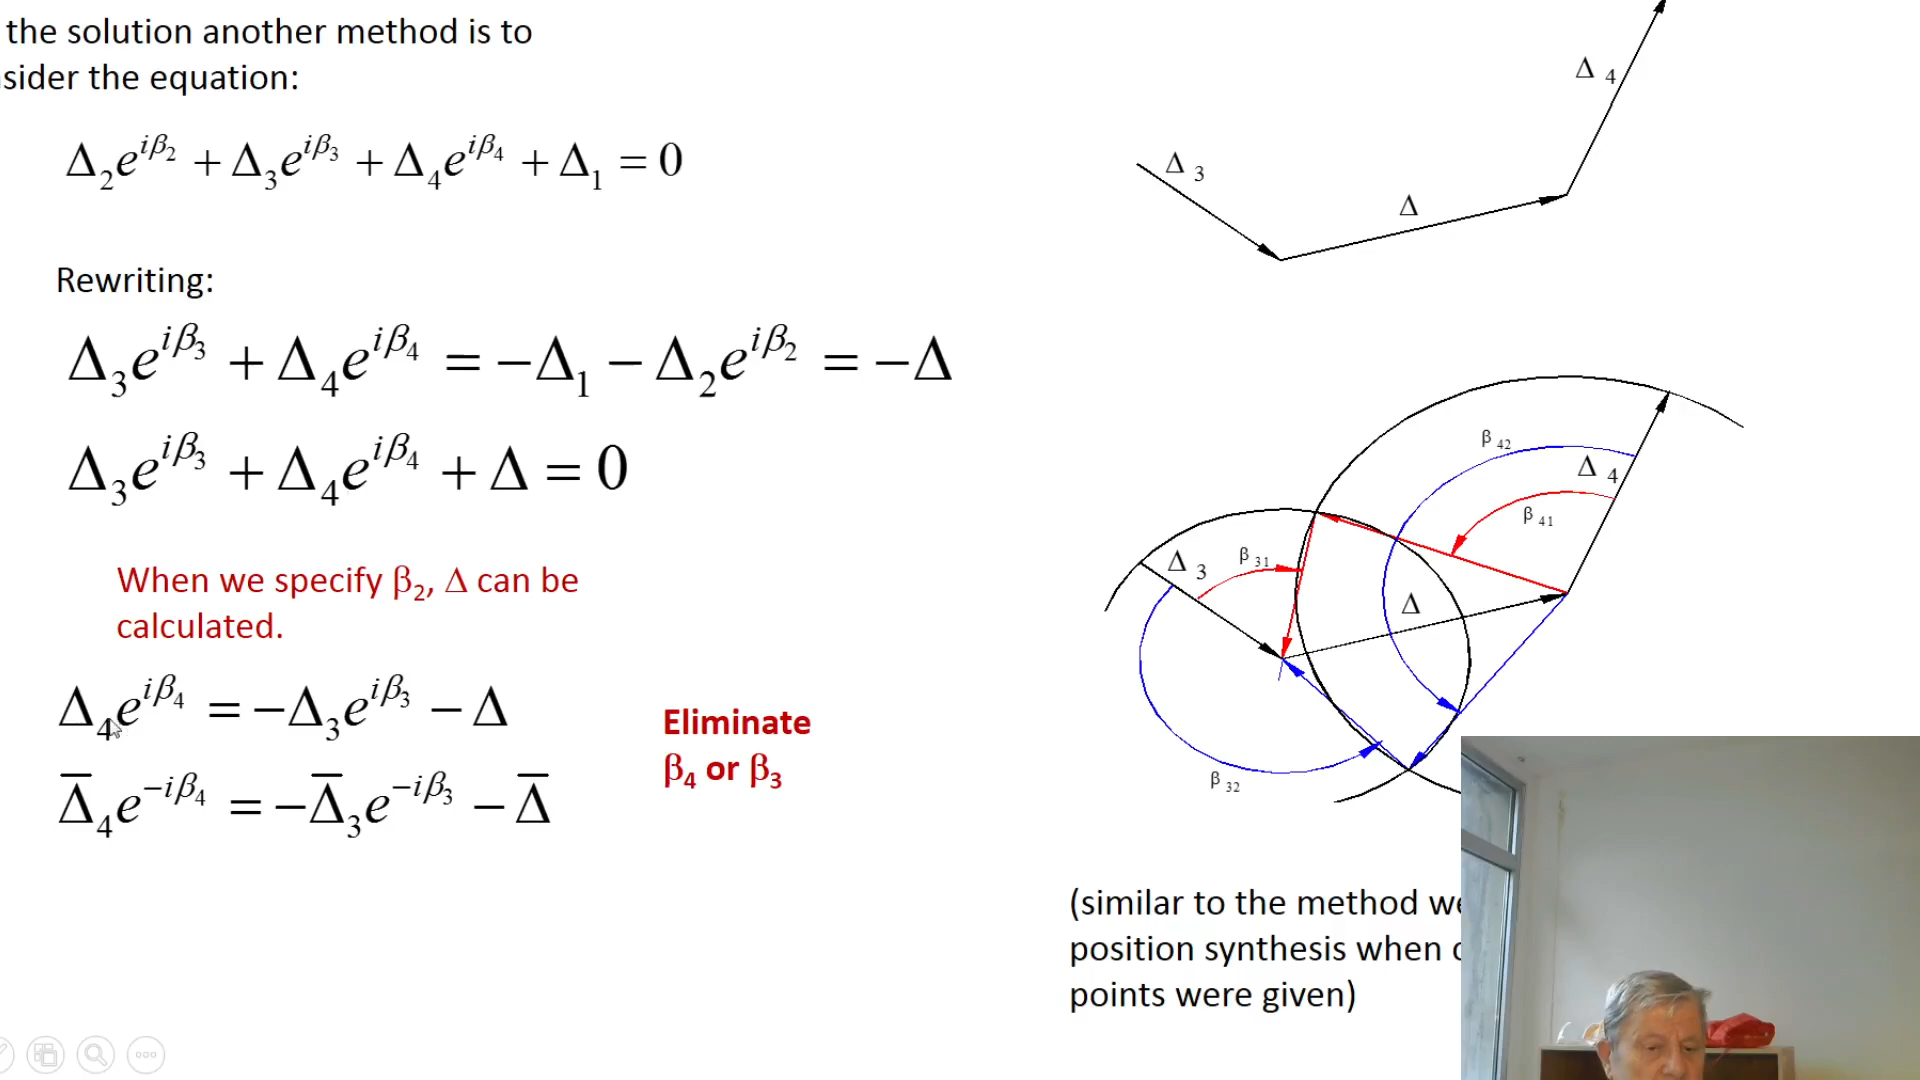 the solution another method is to
nsider the equation:
Δ₂e^{iβ₂} + Δ₃e^{iβ₃} + Δ₄e^{iβ₄} + Δ₁ = 0
Rewriting:
Δ₃e^{iβ₃} + Δ₄e^{iβ₄} = −Δ₁ − Δ₂e^{iβ₂} = −Δ
Δ₃e^{iβ₃} + Δ₄e^{iβ₄} + Δ = 0
When we specify β₂, Δ can be
calculated.
Δ₄e^{iβ₄} = −Δ₃e^{iβ₃} − Δ
Δ̅₄e^{−iβ₄} = −Δ̅₃e^{−iβ₃} − Δ̅
Eliminate
β₄ or β₃
Δ 4
Δ 3
Δ
β 42
Δ 4
β 41
β 31
Δ 3
Δ
β 32
(similar to the method
position synthesis when
points were given)